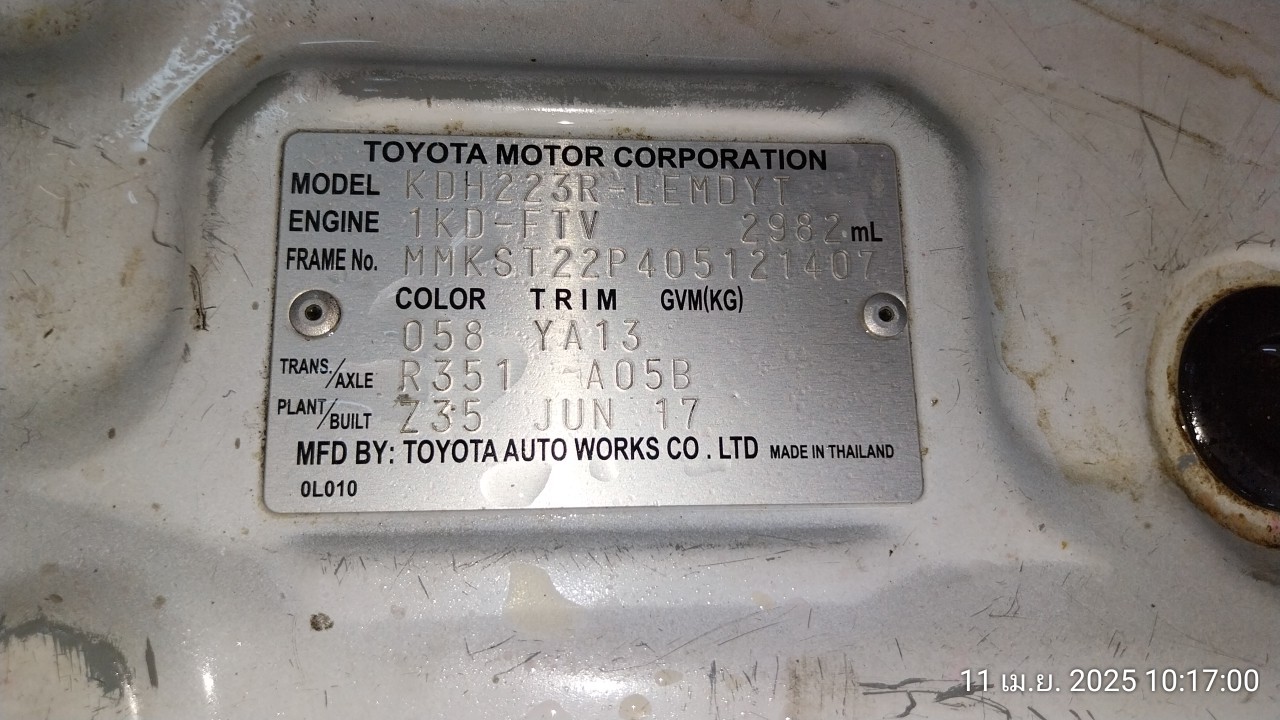 TOYOTA MOTOR CORPORATION
MODEL KDH223R-LEMDYT
ENGINE 1KD-FTV 2982 mL
FRAME No. MMKST22P405121407
COLOR TRIM GVM(KG)
058 YA13
TRANS./AXLE R351 -A05B
PLANT/BUILT Z35 JUN 17
MFD BY: TOYOTA AUTO WORKS CO . LTD MADE IN THAILAND
0L010
11 เม.ย. 2025 10:17:00